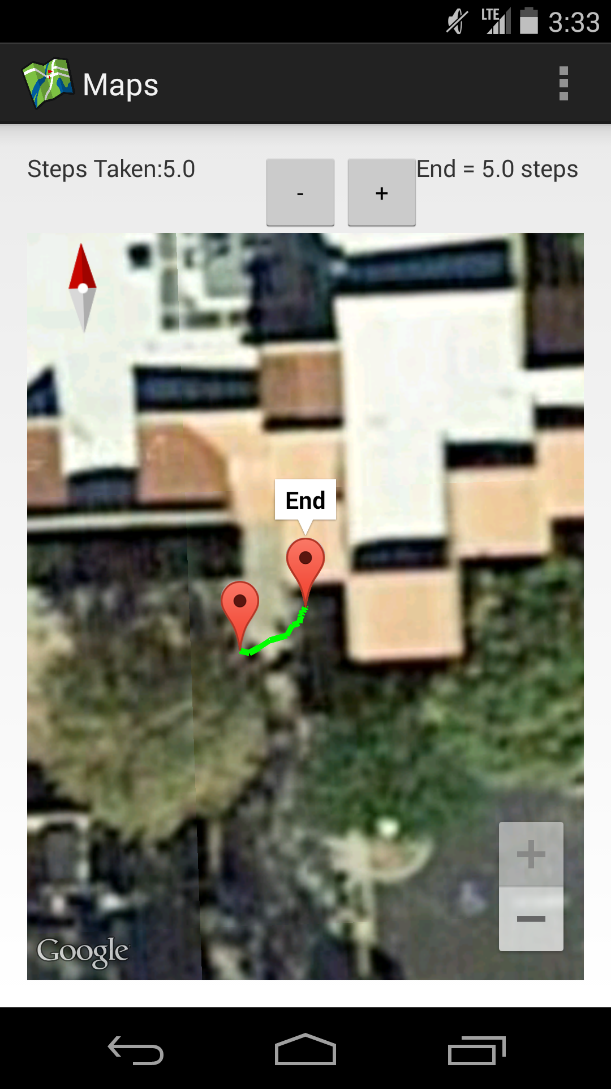 LTE 3:33
Maps
Steps Taken:5.0
-
+
End = 5.0 steps
End
+
-
Google